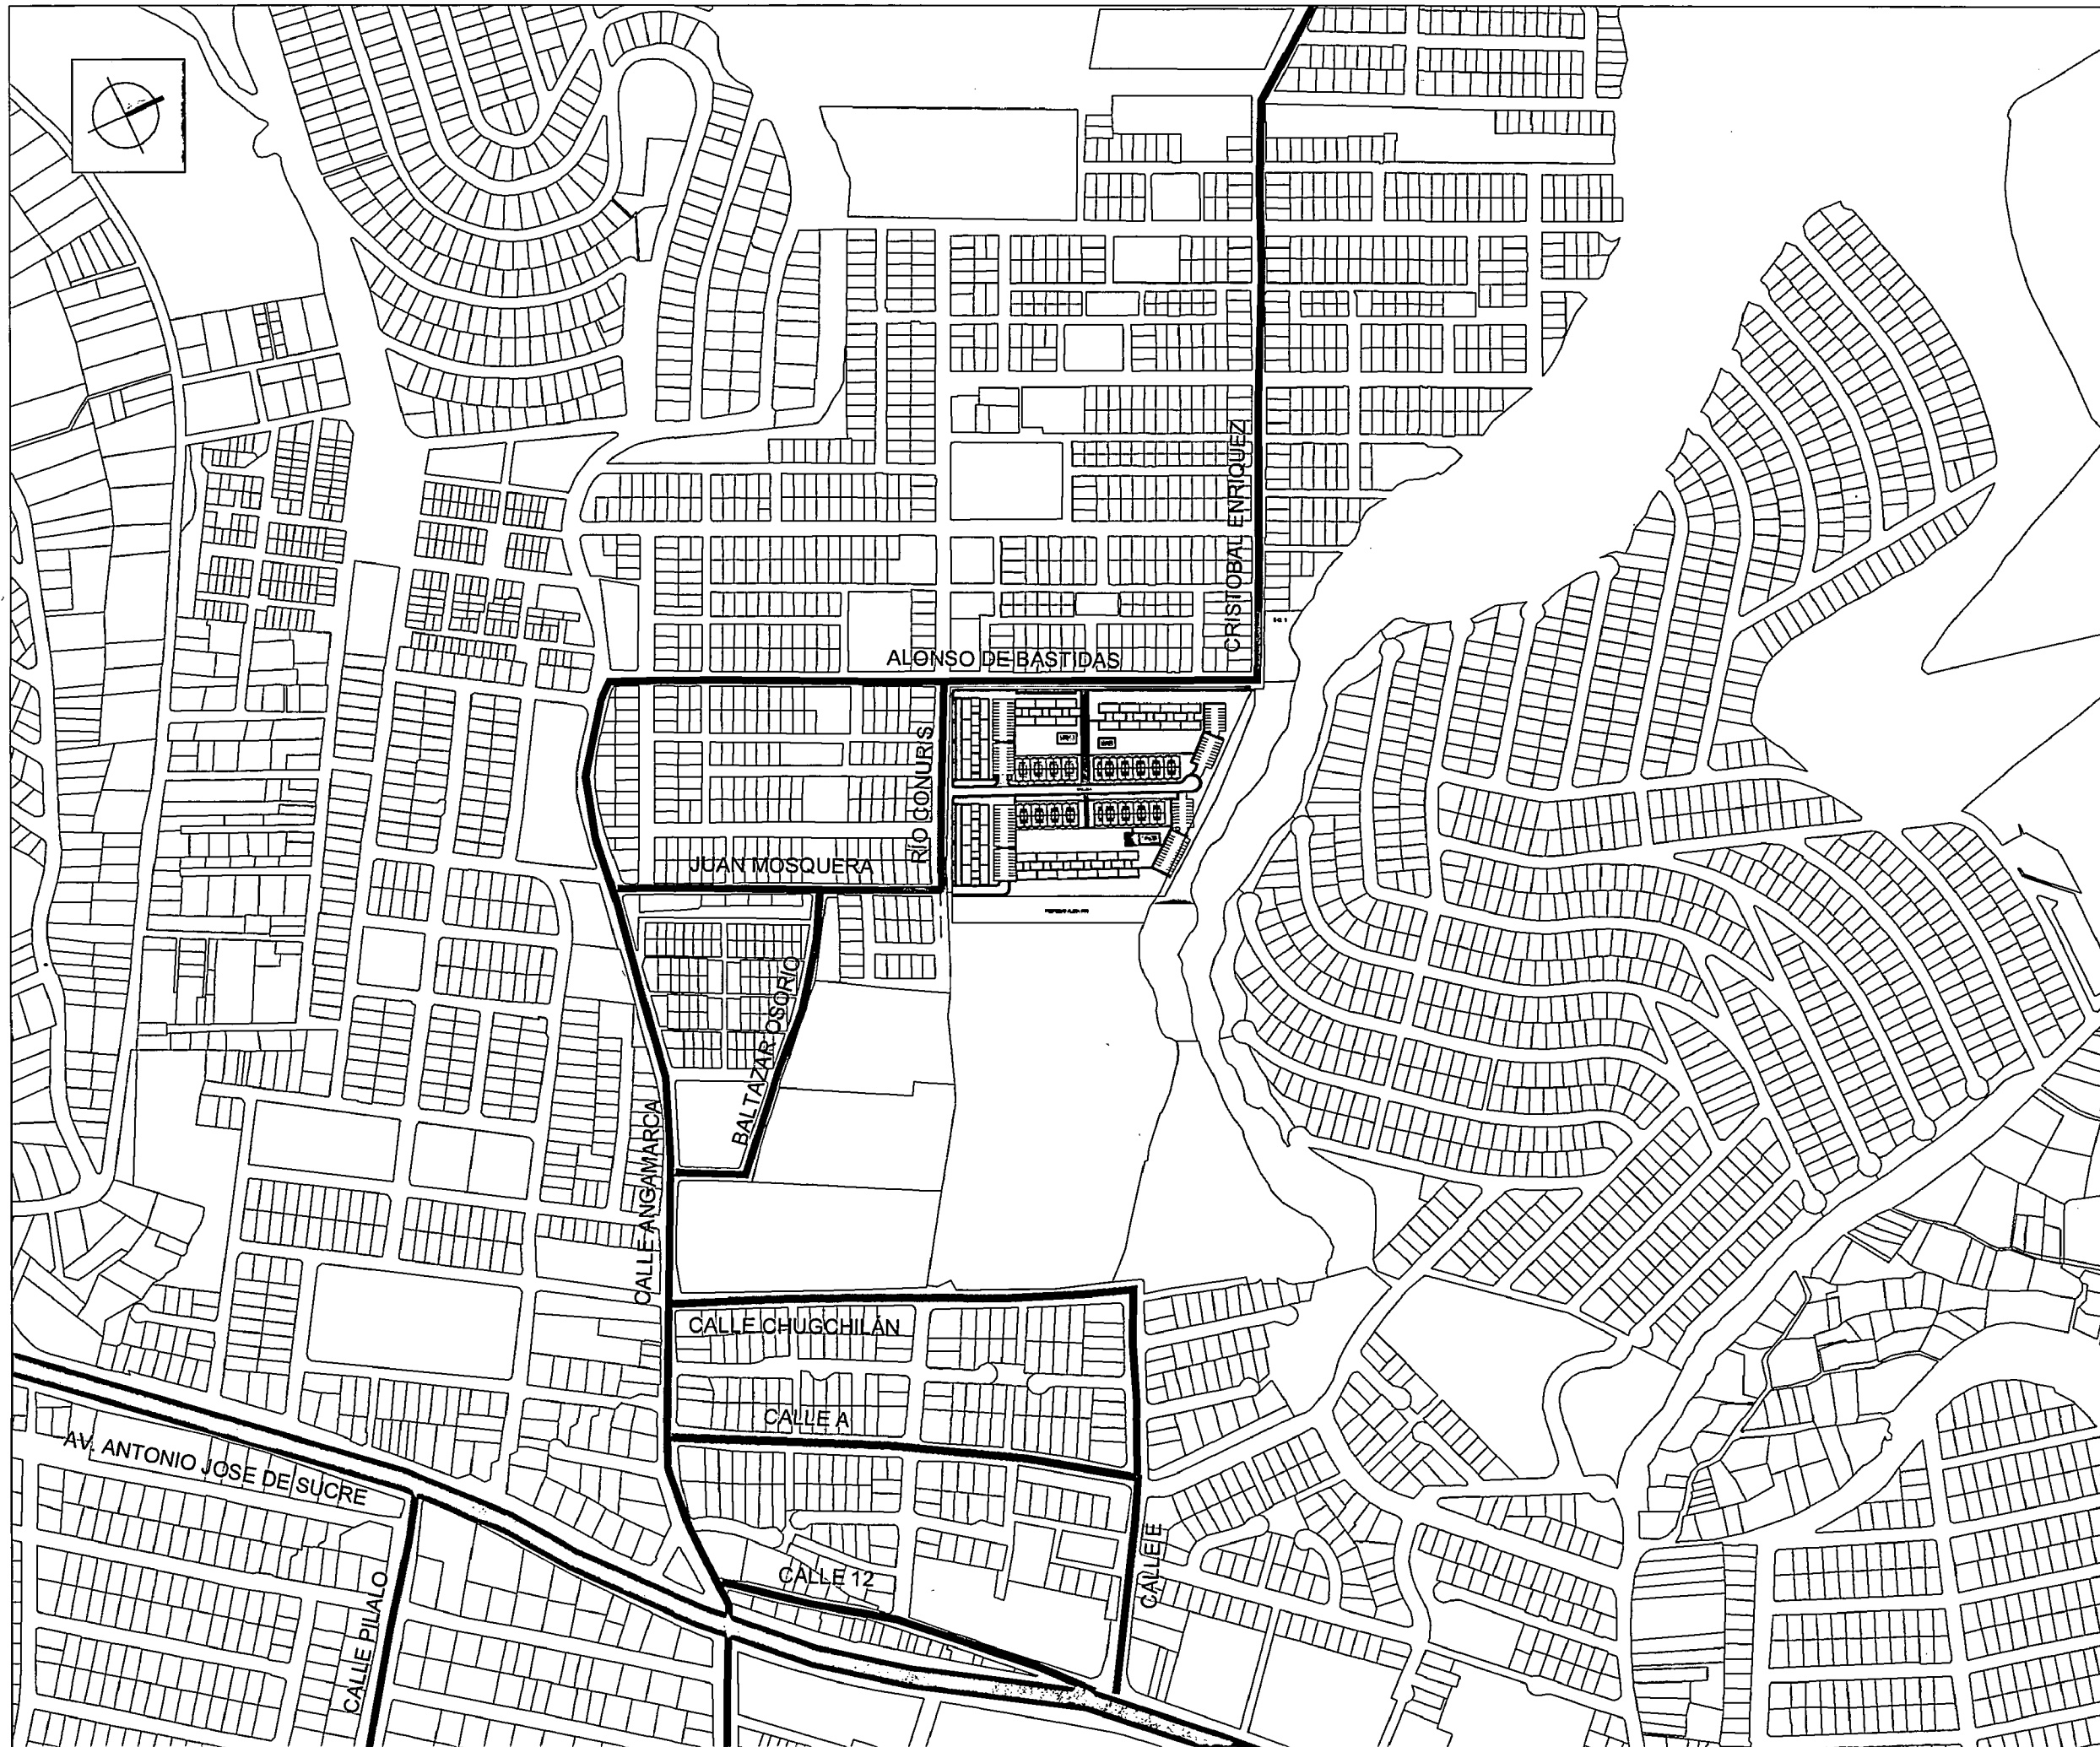 CRISTOBAL ENRIQUEZ
ALONSO DE BASTIDAS
RÍO CONURIS
JUAN MOSQUERA
BALTAZAR OSORIO
CALLE ANGAMARCA
CALLE CHUGCHILÁN
CALLE A
AV. ANTONIO JOSE DE SUCRE
CALLE 12
CALLE E
CALLE PILALO